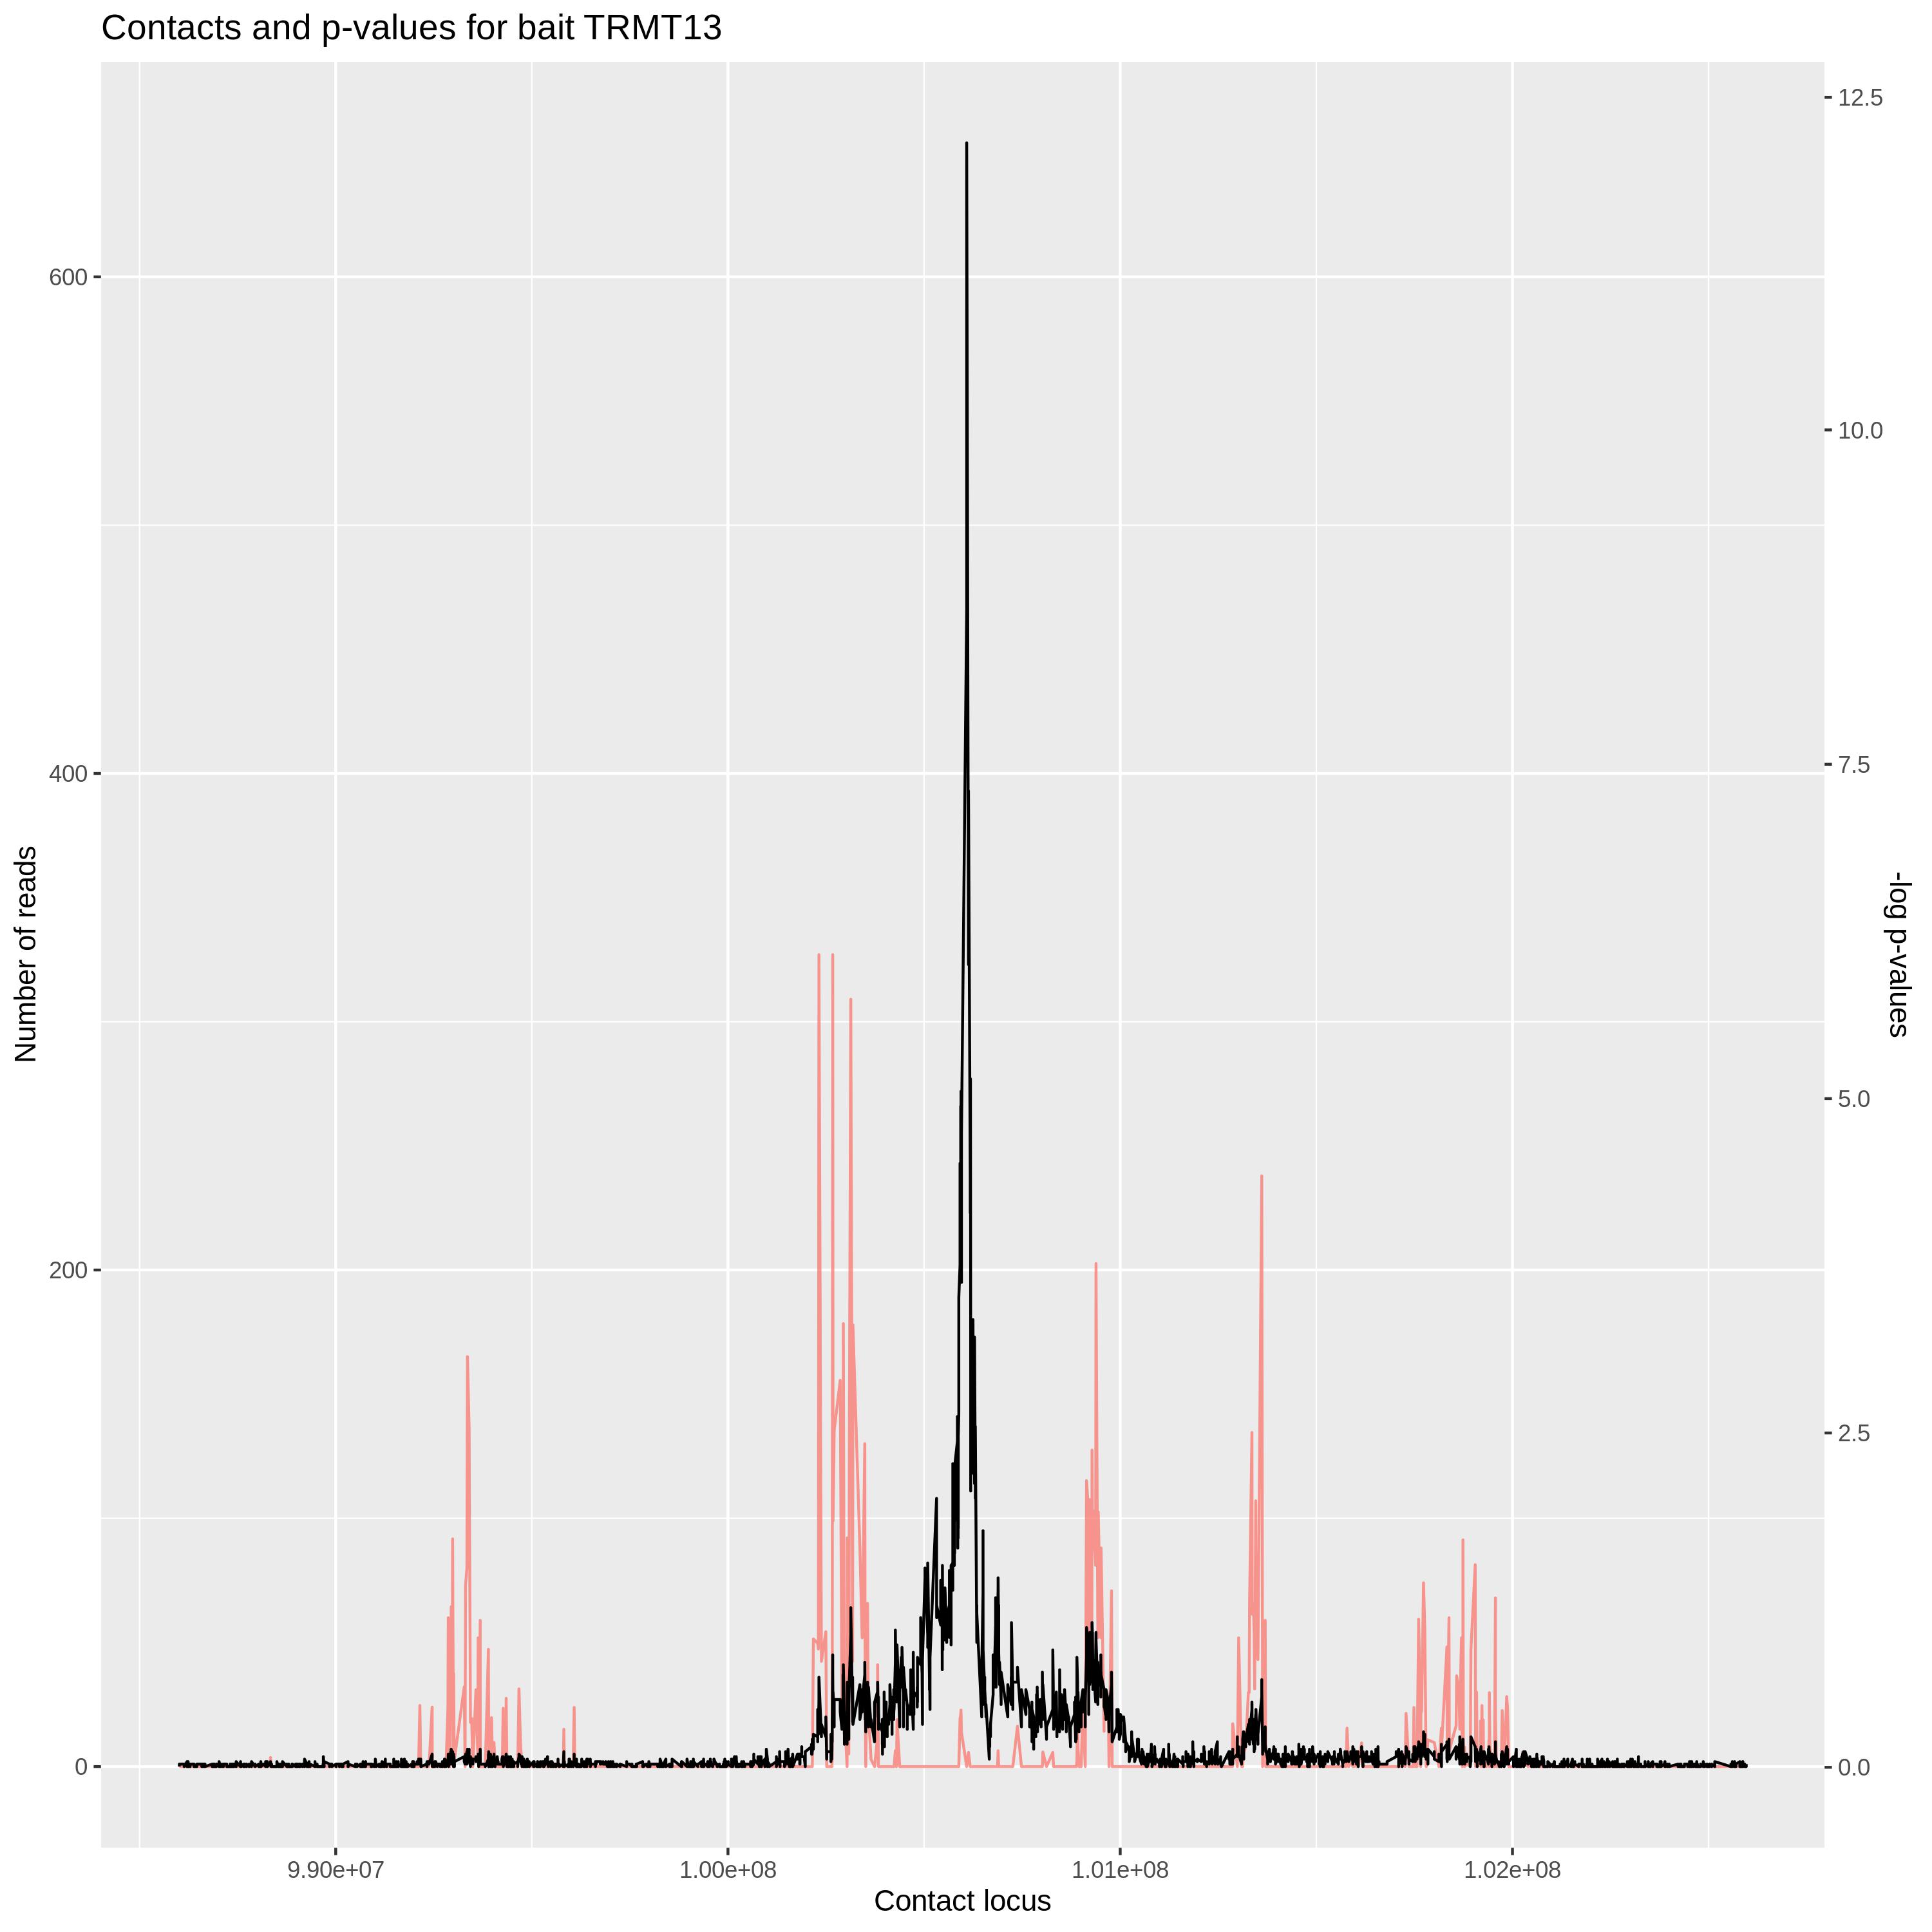 Contacts and p-values for bait TRMT13
Number of reads
600
400
200
0
12.5
10.0
7.5
5.0
2.5
0.0
-log p-values
9.90e+07
1.00e+08
1.01e+08
1.02e+08
Contact locus